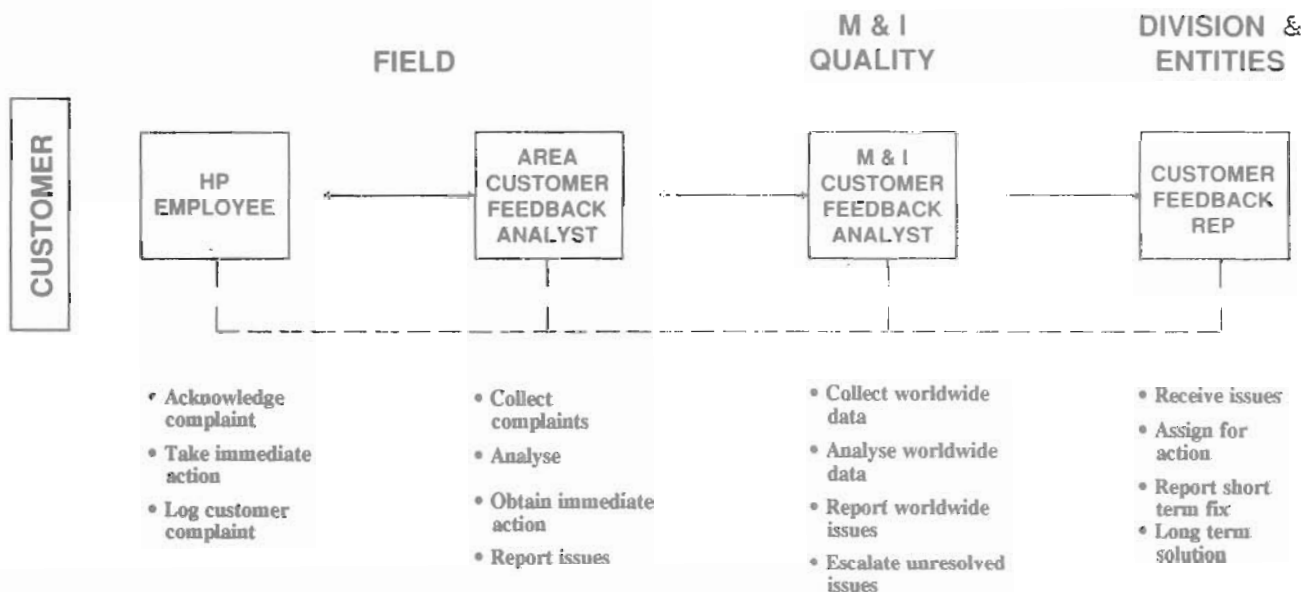 FIELD
M & I
QUALITY
DIVISION &
ENTITIES
CUSTOMER
HP
EMPLOYEE
AREA
CUSTOMER
FEEDBACK
ANALYST
M & I
CUSTOMER
FEEDBACK
ANALYST
CUSTOMER
FEEDBACK
REP
• Acknowledge
complaint
• Take immediate
action
• Log customer
complaint
• Collect
complaints
• Analyse
• Obtain immediate
action
• Report issues
• Collect worldwide
data
• Analyse worldwide
data
• Report worldwide
issues
• Escalate unresolved
issues
• Receive issues
• Assign for
action
• Report short
term fix
• Long term
solution